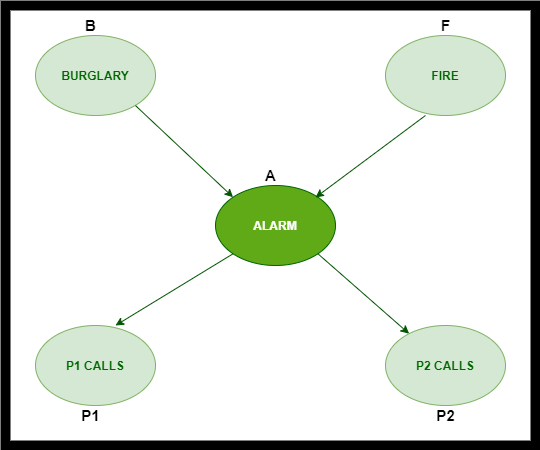 B
F
BURGLARY
FIRE
A
ALARM
P1 CALLS
P2 CALLS
P1
P2